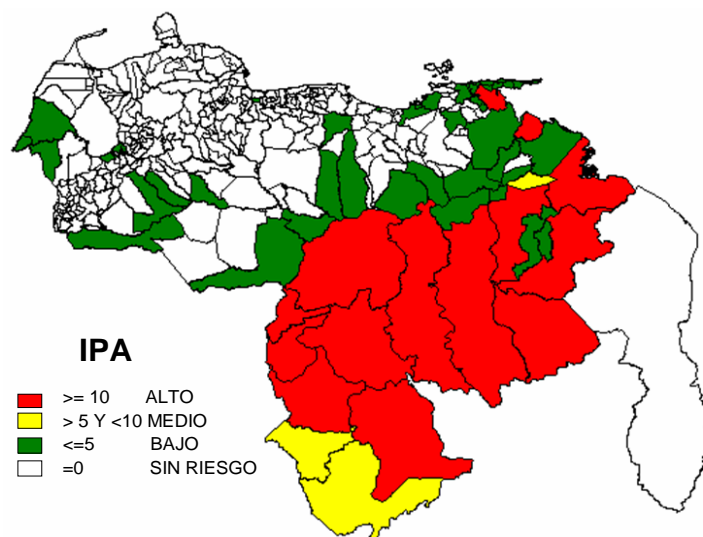 IPA
>= 10 ALTO
> 5 Y <10 MEDIO
<=5 BAJO
=0 SIN RIESGO